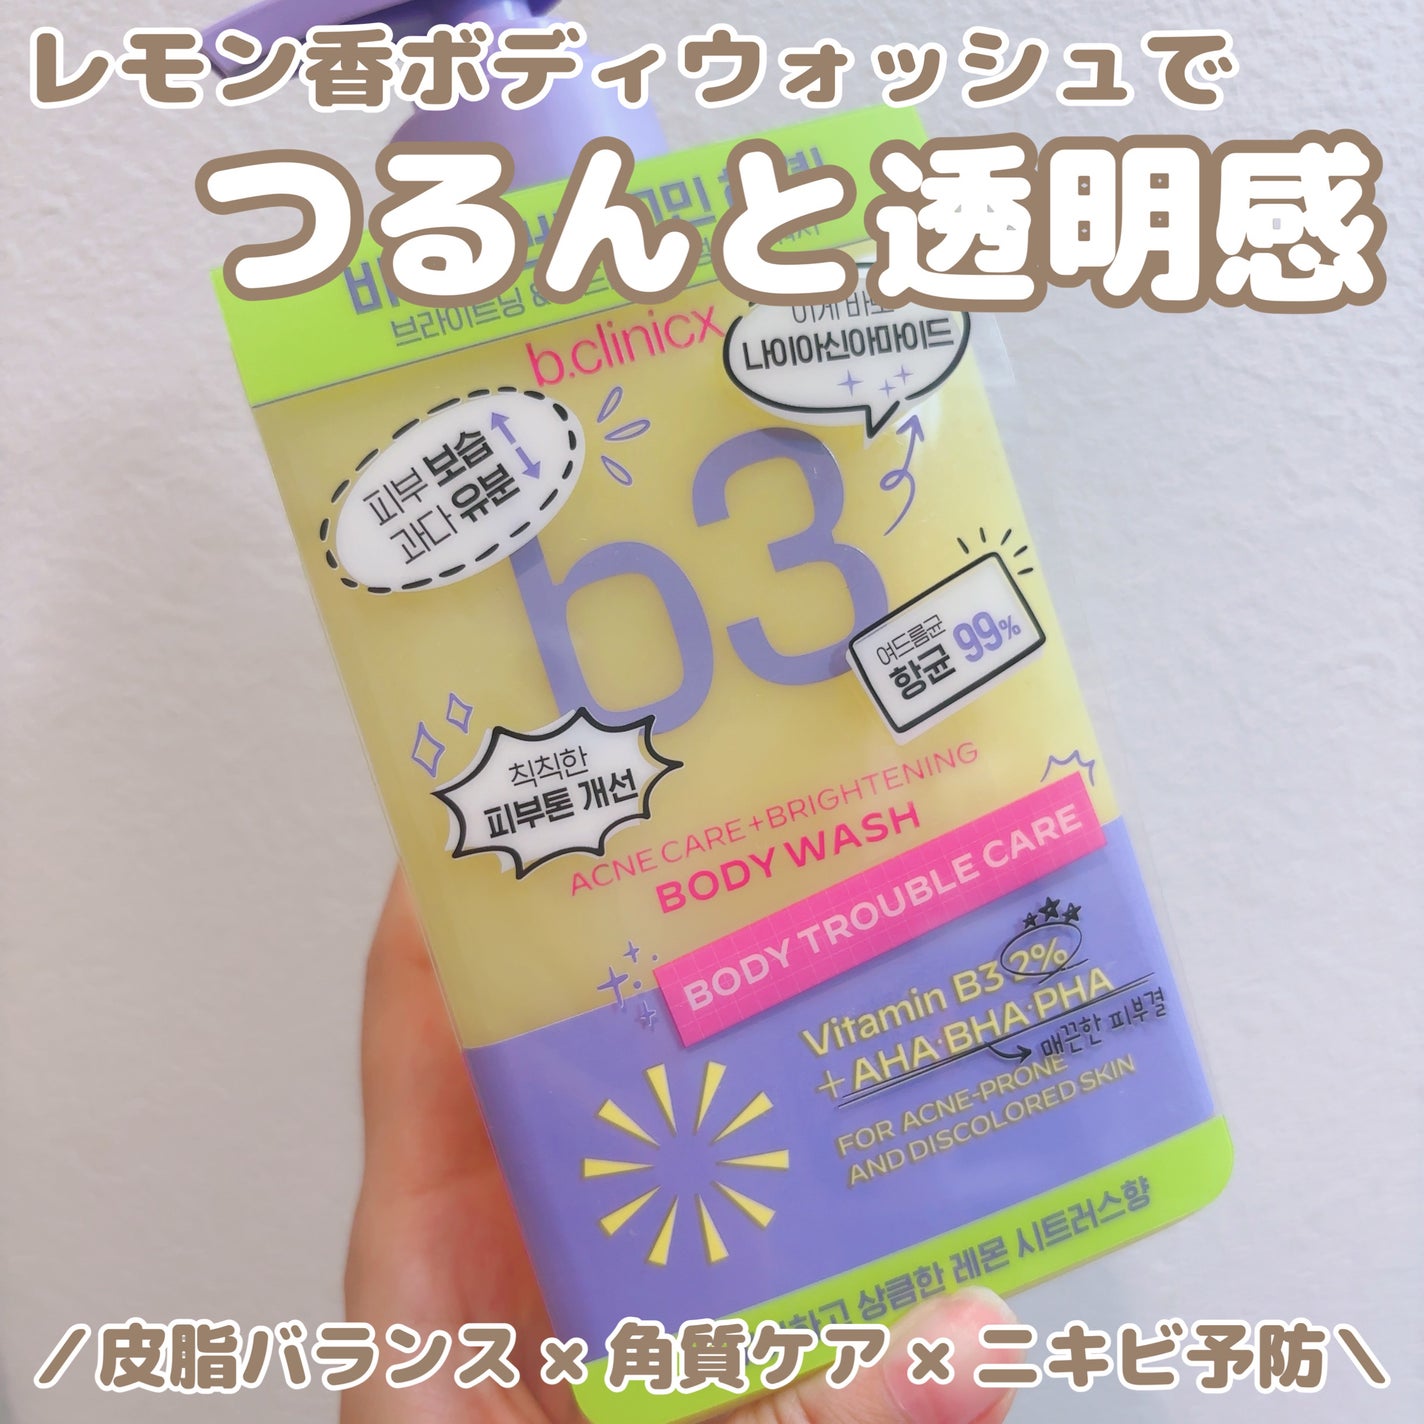 レモン香ボディウォッシュで
つるんと透明感
브라이트닝 &
b.clinicx
나이아신아마이드
피부 보습
과다 유분
b3
여드름균
항균 99%
칙칙한
피부톤 개선
ACNE CARE+BRIGHTENING
BODY WASH
BODY TROUBLE CARE
Vitamin B3 2%
+AHA·BHA·PHA
매끈한 피부결
FOR ACNE-PRONE
AND DISCOLORED SKIN
상큼한 레몬 시트러스향
／皮脂バランス × 角質ケア × ニキビ予防＼